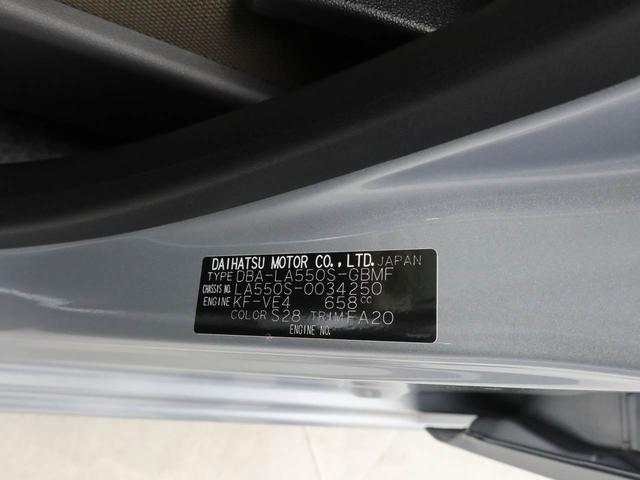 DAIHATSU MOTOR CO., LTD. JAPAN
TYPE DBA-LA550S-GBMF
CHASSIS NO. LA550S-0034250
ENGINE KF-VE4 658cc
COLOR S28 TRIM FA20
ENGINE NO.